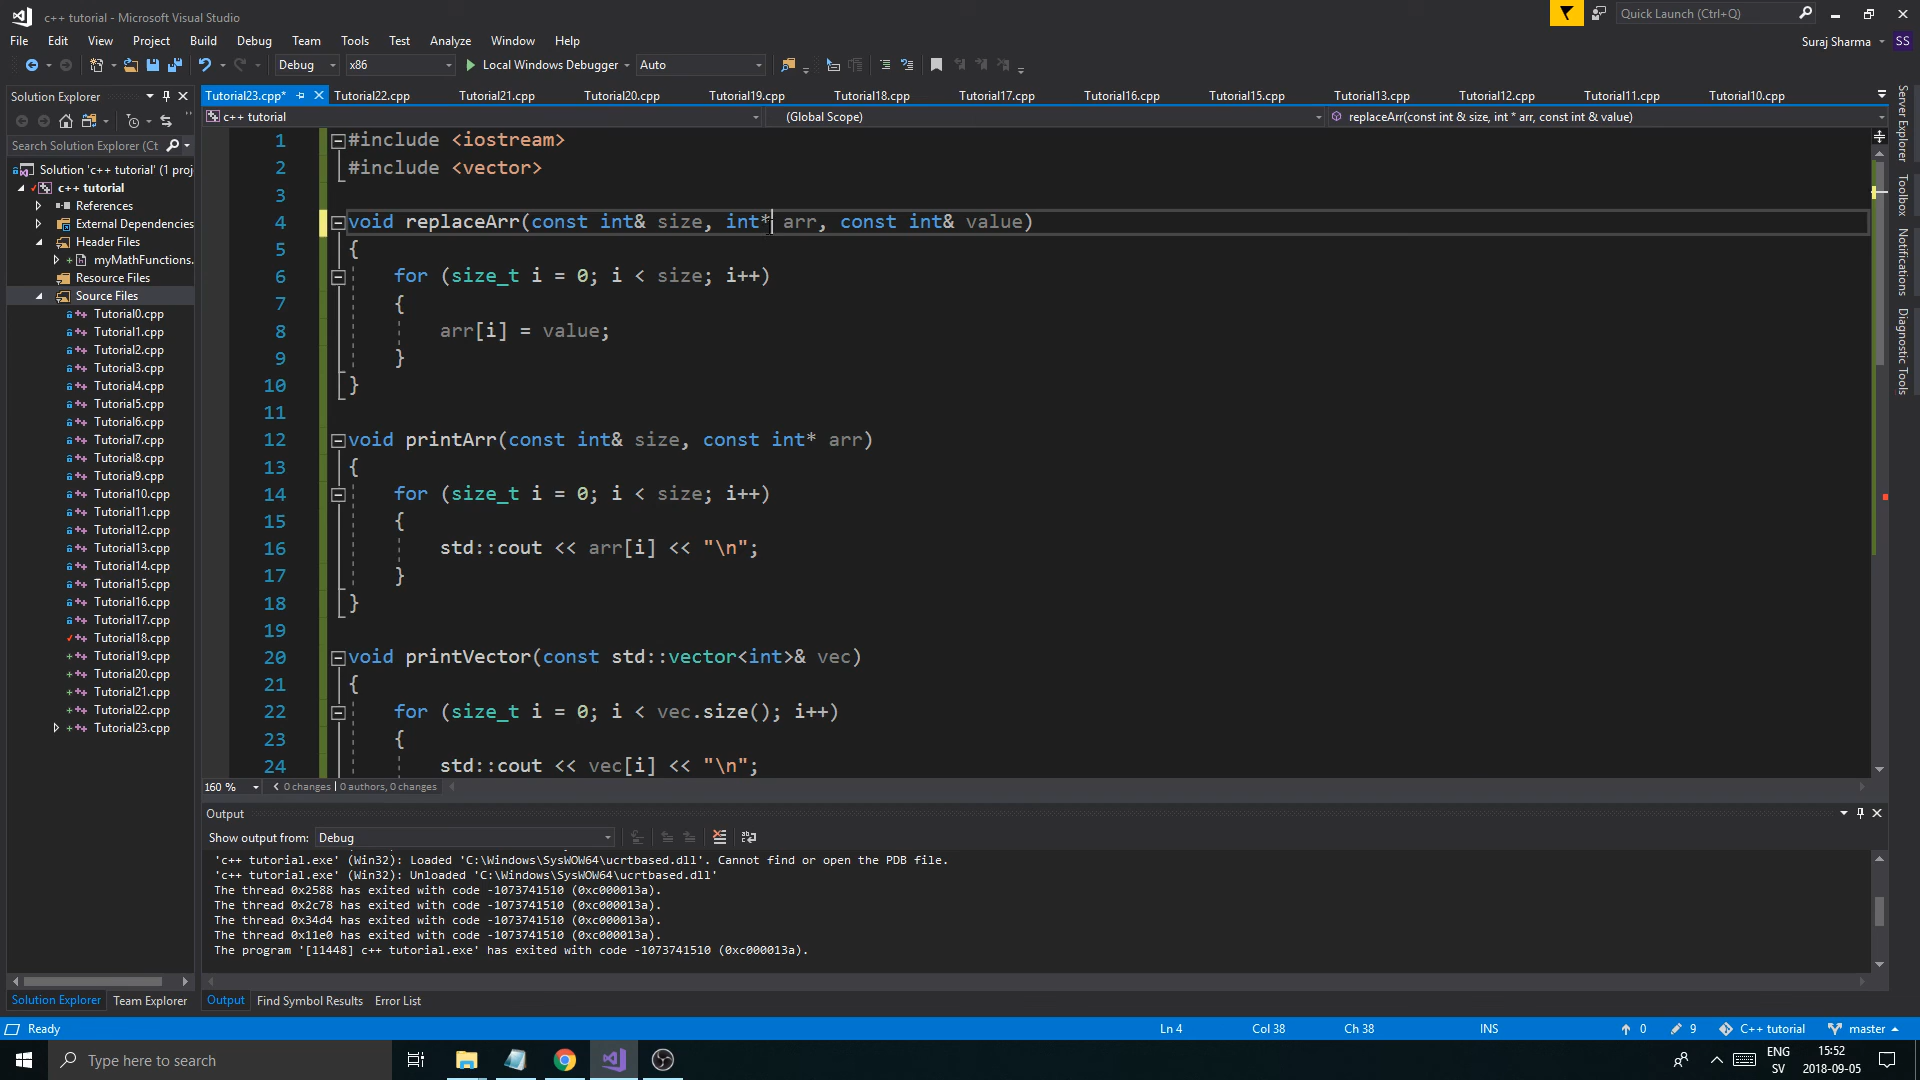 c++ tutorial - Microsoft Visual Studio
Quick Launch (Ctrl+Q)
File Edit View Project Build Debug Team Tools Test Analyze Window Help
Suraj Sharma SS
Debug x86 Local Windows Debugger Auto
Solution Explorer
Tutorial23.cpp* Tutorial22.cpp Tutorial21.cpp Tutorial20.cpp Tutorial19.cpp Tutorial18.cpp Tutorial17.cpp Tutorial16.cpp Tutorial15.cpp Tutorial13.cpp Tutorial12.cpp Tutorial11.cpp Tutorial10.cpp
c++ tutorial (Global Scope) replaceArr(const int & size, int * arr, const int & value)
Search Solution Explorer (Ct
Solution 'c++ tutorial' (1 proj
c++ tutorial
References
External Dependencies
Header Files
myMathFunctions.
Resource Files
Source Files
Tutorial0.cpp
Tutorial1.cpp
Tutorial2.cpp
Tutorial3.cpp
Tutorial4.cpp
Tutorial5.cpp
Tutorial6.cpp
Tutorial7.cpp
Tutorial8.cpp
Tutorial9.cpp
Tutorial10.cpp
Tutorial11.cpp
Tutorial12.cpp
Tutorial13.cpp
Tutorial14.cpp
Tutorial15.cpp
Tutorial16.cpp
Tutorial17.cpp
Tutorial18.cpp
Tutorial19.cpp
Tutorial20.cpp
Tutorial21.cpp
Tutorial22.cpp
Tutorial23.cpp
1 #include <iostream>
2 #include <vector>
3
4 void replaceArr(const int& size, int* arr, const int& value)
5 {
6 for (size_t i = 0; i < size; i++)
7 {
8 arr[i] = value;
9 }
10 }
11
12 void printArr(const int& size, const int* arr)
13 {
14 for (size_t i = 0; i < size; i++)
15 {
16 std::cout << arr[i] << "\n";
17 }
18 }
19
20 void printVector(const std::vector<int>& vec)
21 {
22 for (size_t i = 0; i < vec.size(); i++)
23 {
24 std::cout << vec[i] << "\n";
Server Explorer
Toolbox
Notifications
Diagnostic Tools
160 % 0 changes | 0 authors, 0 changes
Output
Show output from: Debug
'c++ tutorial.exe' (Win32): Loaded 'C:\Windows\SysWOW64\ucrtbased.dll'. Cannot find or open the PDB file.
'c++ tutorial.exe' (Win32): Unloaded 'C:\Windows\SysWOW64\ucrtbased.dll'
The thread 0x2588 has exited with code -1073741510 (0xc000013a).
The thread 0x2c78 has exited with code -1073741510 (0xc000013a).
The thread 0x34d4 has exited with code -1073741510 (0xc000013a).
The thread 0x11e0 has exited with code -1073741510 (0xc000013a).
The program '[11448] c++ tutorial.exe' has exited with code -1073741510 (0xc000013a).
Solution Explorer Team Explorer Output Find Symbol Results Error List
Ready Ln 4 Col 38 Ch 38 INS 0 9 C++ tutorial master
Type here to search
ENG 15:52
SV 2018-09-05